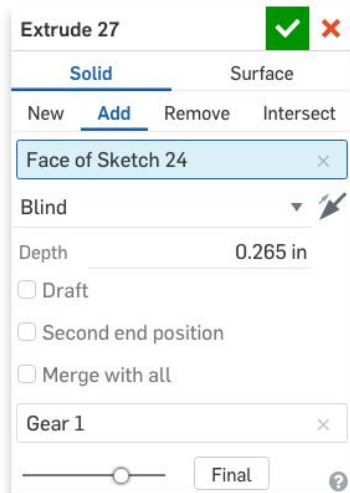 Extrude 27
Solid Surface
New Add Remove Intersect
Face of Sketch 24
Blind
Depth 0.265 in
Draft
Second end position
Merge with all
Gear 1
Final
?